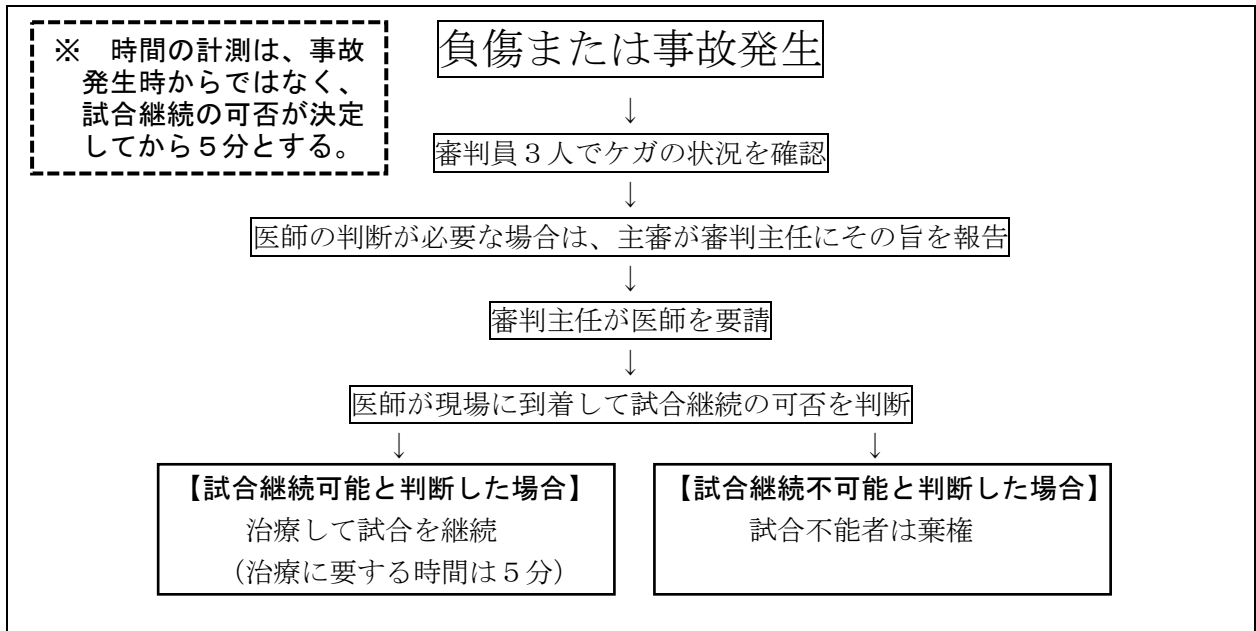 ※　時間の計測は、事故
発生時からではなく、
試合継続の可否が決定
してから５分とする。
負傷または事故発生
↓
審判員３人でケガの状況を確認
↓
医師の判断が必要な場合は、主審が審判主任にその旨を報告
↓
審判主任が医師を要請
↓
医師が現場に到着して試合継続の可否を判断
↓
↓
【試合継続可能と判断した場合】
治療して試合を継続
（治療に要する時間は５分）
【試合継続不可能と判断した場合】
試合不能者は棄権